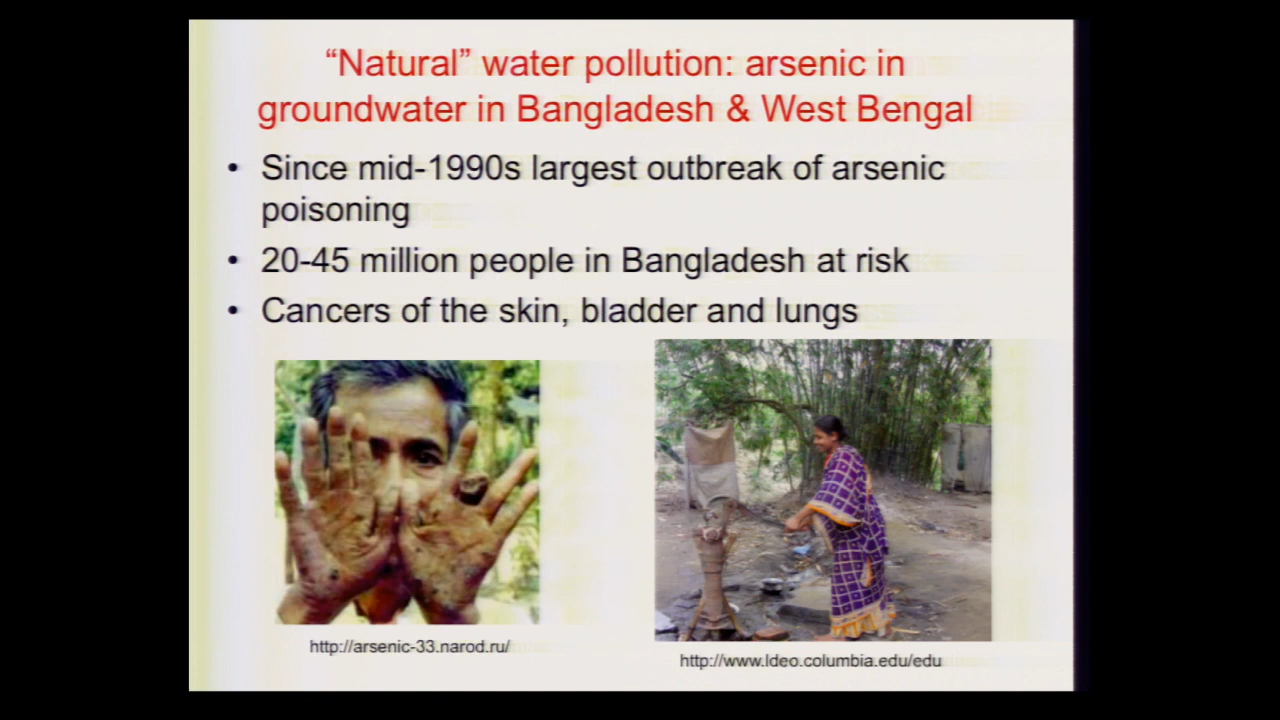 “Natural” water pollution: arsenic in
groundwater in Bangladesh & West Bengal
• Since mid-1990s largest outbreak of arsenic
poisoning
• 20-45 million people in Bangladesh at risk
• Cancers of the skin, bladder and lungs
http://arsenic-33.narod.ru/
http://www.ldeo.columbia.edu/edu